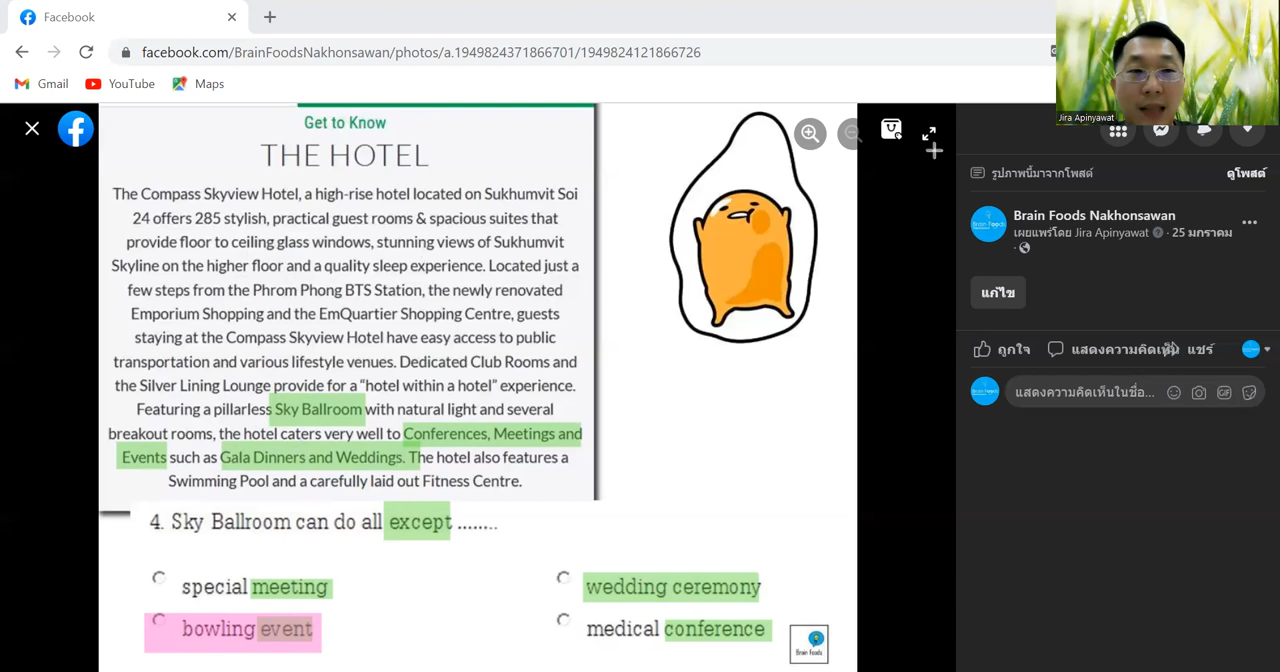 Facebook
facebook.com/BrainFoodsNakhonsawan/photos/a.1949824371866701/1949824121866726
Gmail YouTube Maps
Jira Apinyawat
Get to Know
THE HOTEL
The Compass Skyview Hotel, a high-rise hotel located on Sukhumvit Soi
24 offers 285 stylish, practical guest rooms & spacious suites that
provide floor to ceiling glass windows, stunning views of Sukhumvit
Skyline on the higher floor and a quality sleep experience. Located just a
few steps from the Phrom Phong BTS Station, the newly renovated
Emporium Shopping and the EmQuartier Shopping Centre, guests
staying at the Compass Skyview Hotel have easy access to public
transportation and various lifestyle venues. Dedicated Club Rooms and
the Silver Lining Lounge provide for a “hotel within a hotel” experience.
Featuring a pillarless Sky Ballroom with natural light and several
breakout rooms, the hotel caters very well to Conferences, Meetings and
Events such as Gala Dinners and Weddings. The hotel also features a
Swimming Pool and a carefully laid out Fitness Centre.
4. Sky Ballroom can do all except ........
special meeting
wedding ceremony
bowling event
medical conference
Brain Foods
รูปภาพนี้มาจากโพสต์ ดูโพสต์
Brain Foods Nakhonsawan
เผยแพร่โดย Jira Apinyawat · 25 มกราคม
แก้ไข
ถูกใจ แสดงความคิดเห็น แชร์
แสดงความคิดเห็นในชื่อ...
GIF